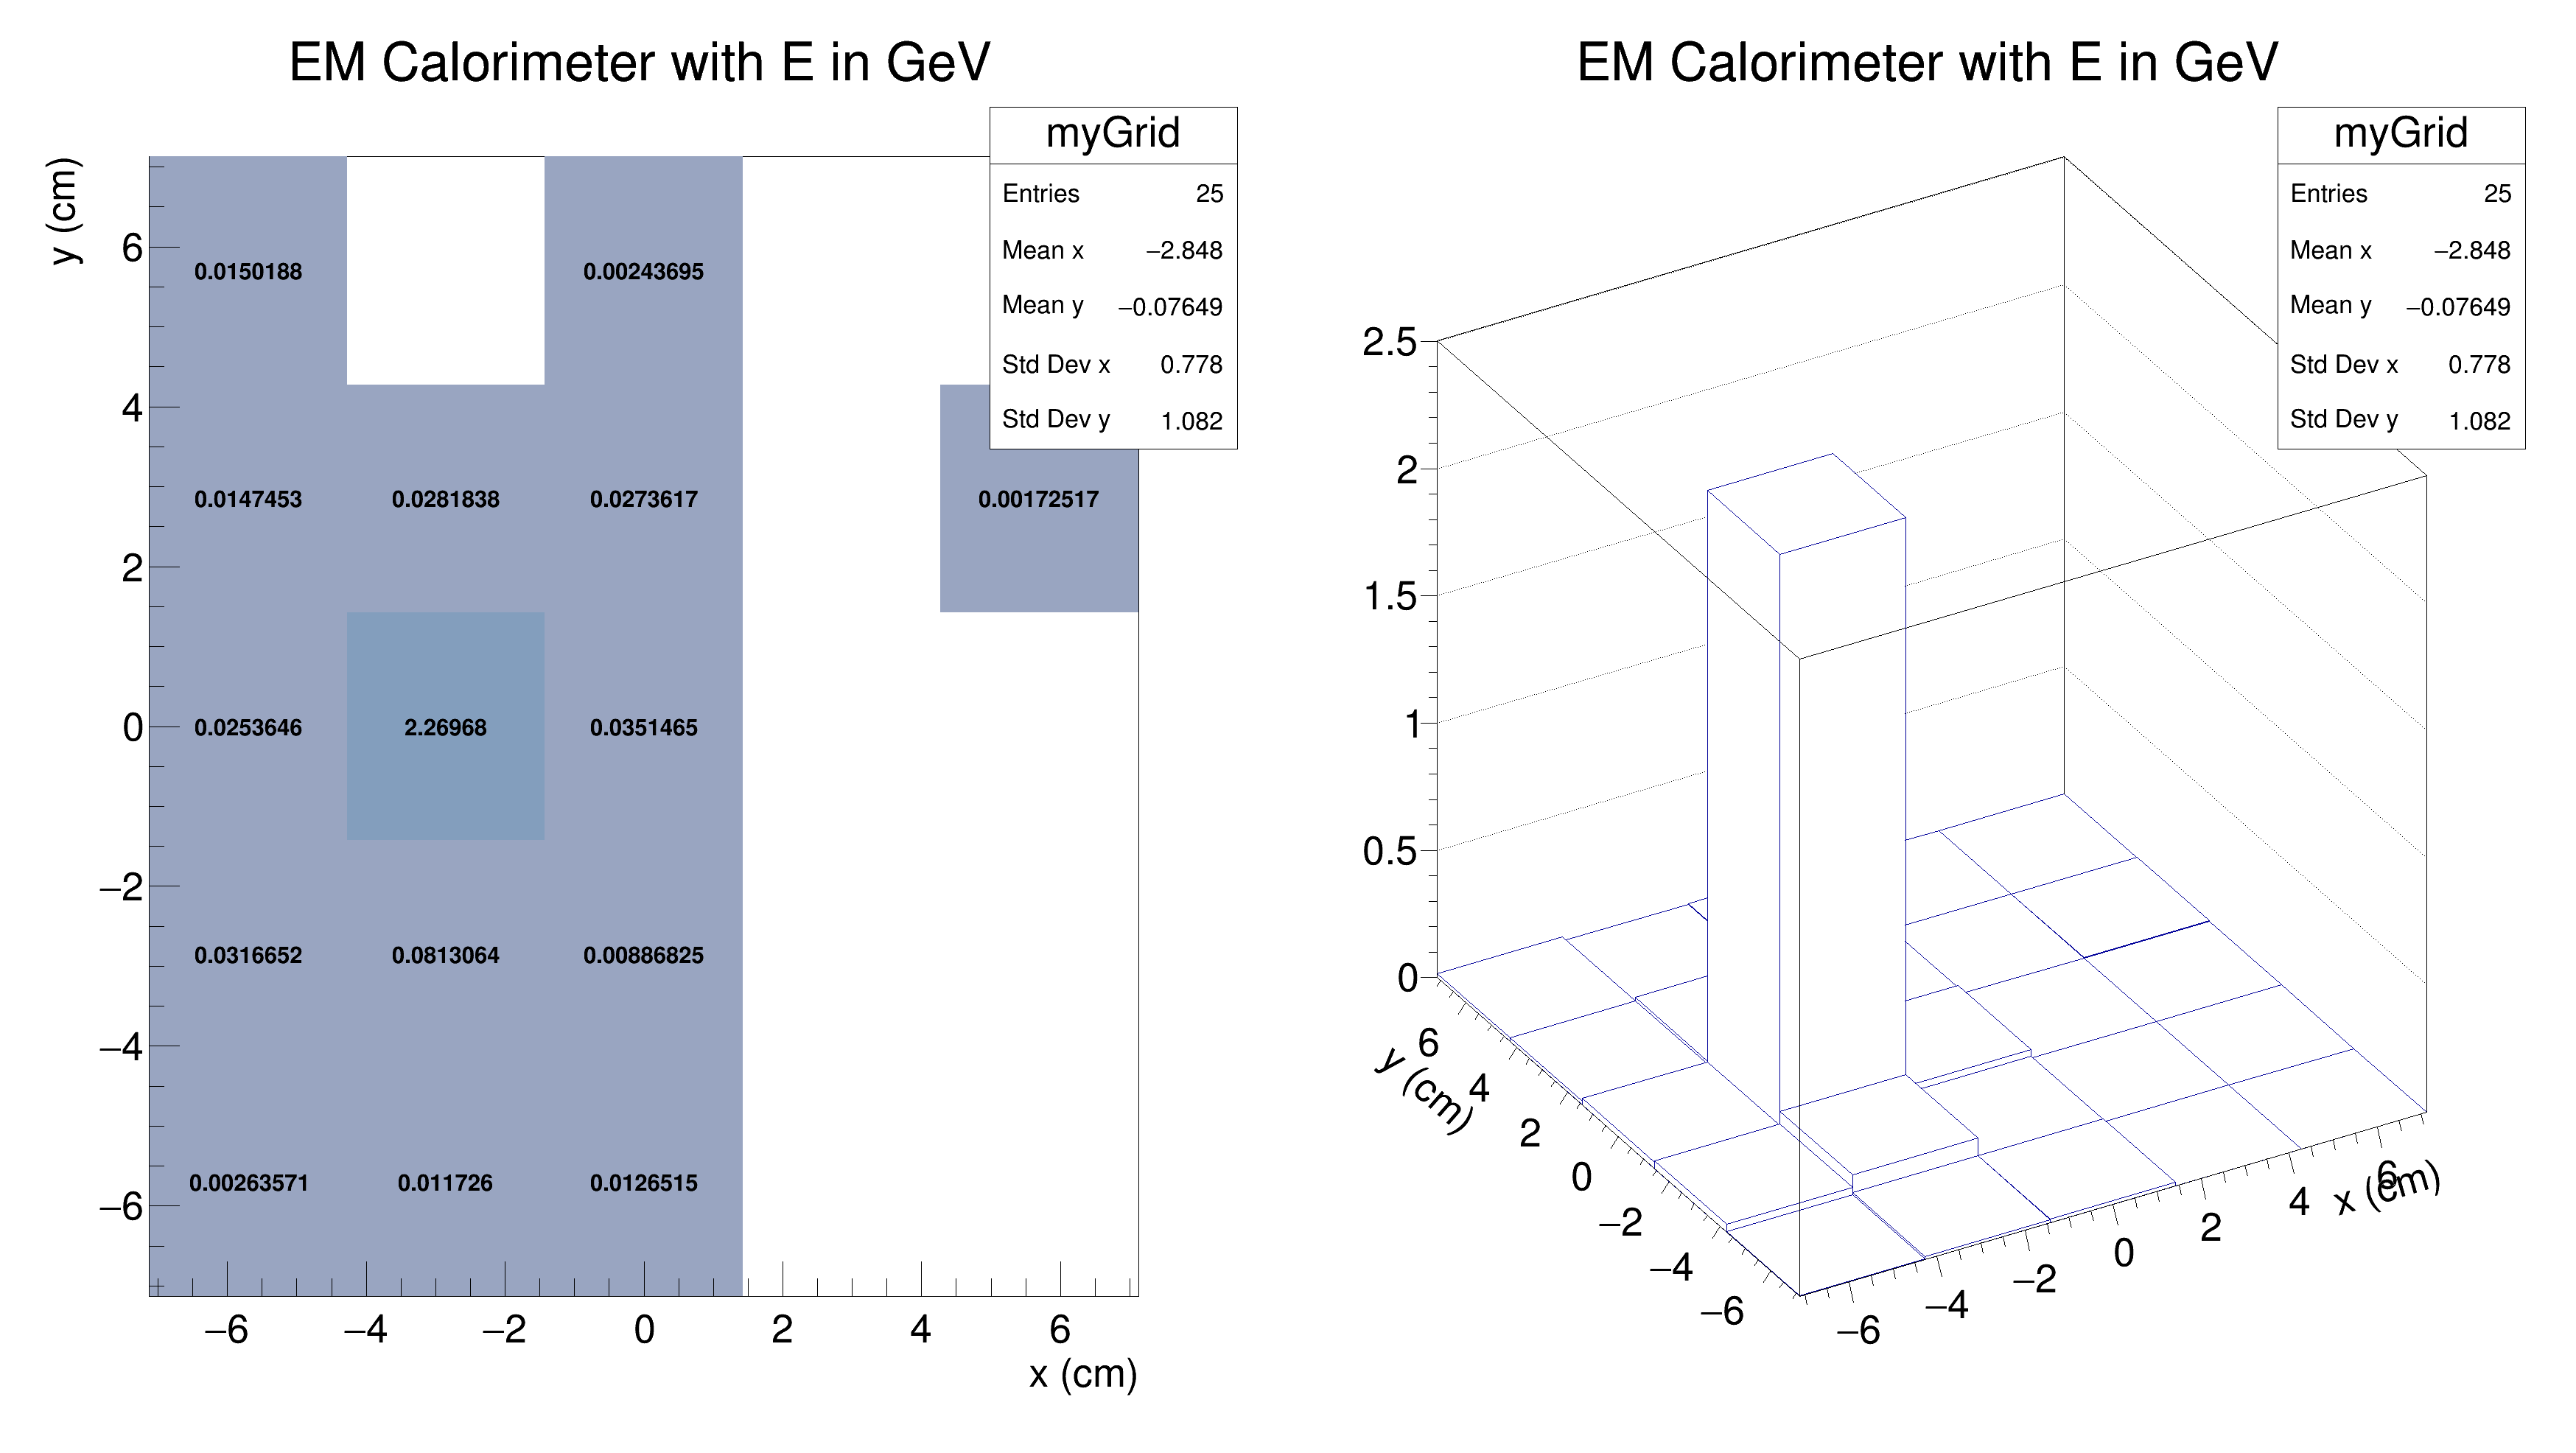 EM Calorimeter with E in GeV
myGrid
Entries 25
Mean x −2.848
Mean y −0.07649
Std Dev x 0.778
Std Dev y 1.082
y (cm)
6
4
2
0
−2
−4
−6
0.0150188 0.00243695
0.0147453 0.0281838 0.0273617 0.00172517
0.0253646 2.26968 0.0351465
0.0316652 0.0813064 0.00886825
0.00263571 0.011726 0.0126515
−6 −4 −2 0 2 4 6
x (cm)
EM Calorimeter with E in GeV
myGrid
Entries 25
Mean x −2.848
Mean y −0.07649
Std Dev x 0.778
Std Dev y 1.082
2.5
2
1.5
1
0.5
0
y (cm)
6
4
2
0
−2
−4
−6
−6
−4
−2
0
2
4
6
x (cm)